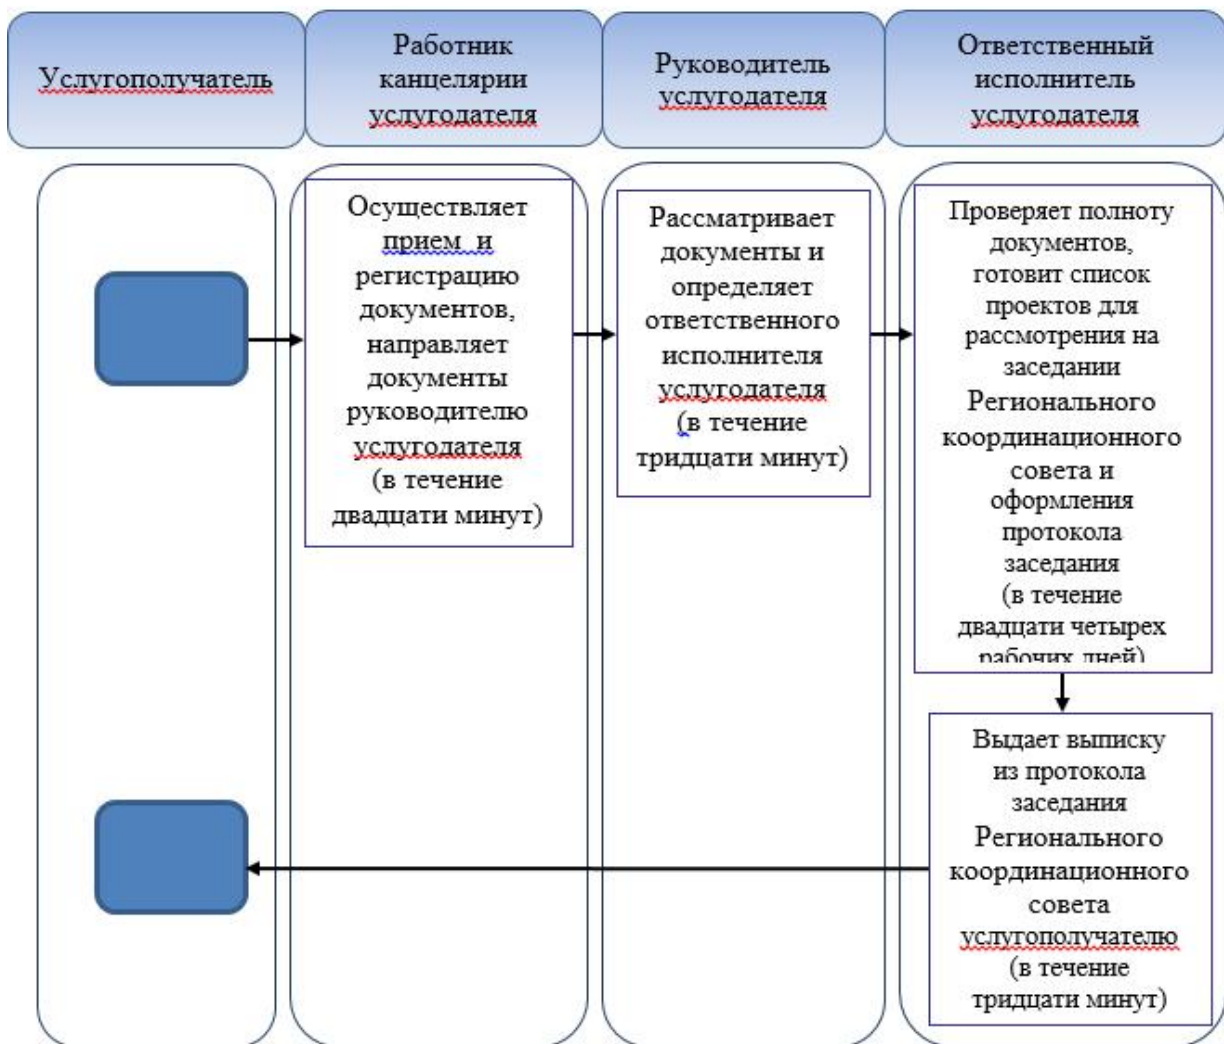 Услугополучатель
Работник
канцелярии
услугодателя
Руководитель
услугодателя
Ответственный
исполнитель
услугодателя
Осуществляет
прием и
регистрацию
документов,
направляет
документы
руководителю
услугодателя
(в течение
двадцати минут)
Рассматривает
документы и
определяет
ответственного
исполнителя
услугодателя
(в течение
тридцати минут)
Проверяет полноту
документов,
готовит список
проектов для
рассмотрения на
заседании
Регионального
координационного
совета и
оформления
протокола
заседания
(в течение
двадцати четырех
рабочих дней)
Выдает выписку
из протокола
заседания
Регионального
координационного
совета
услугополучателю
(в течение
тридцати минут)